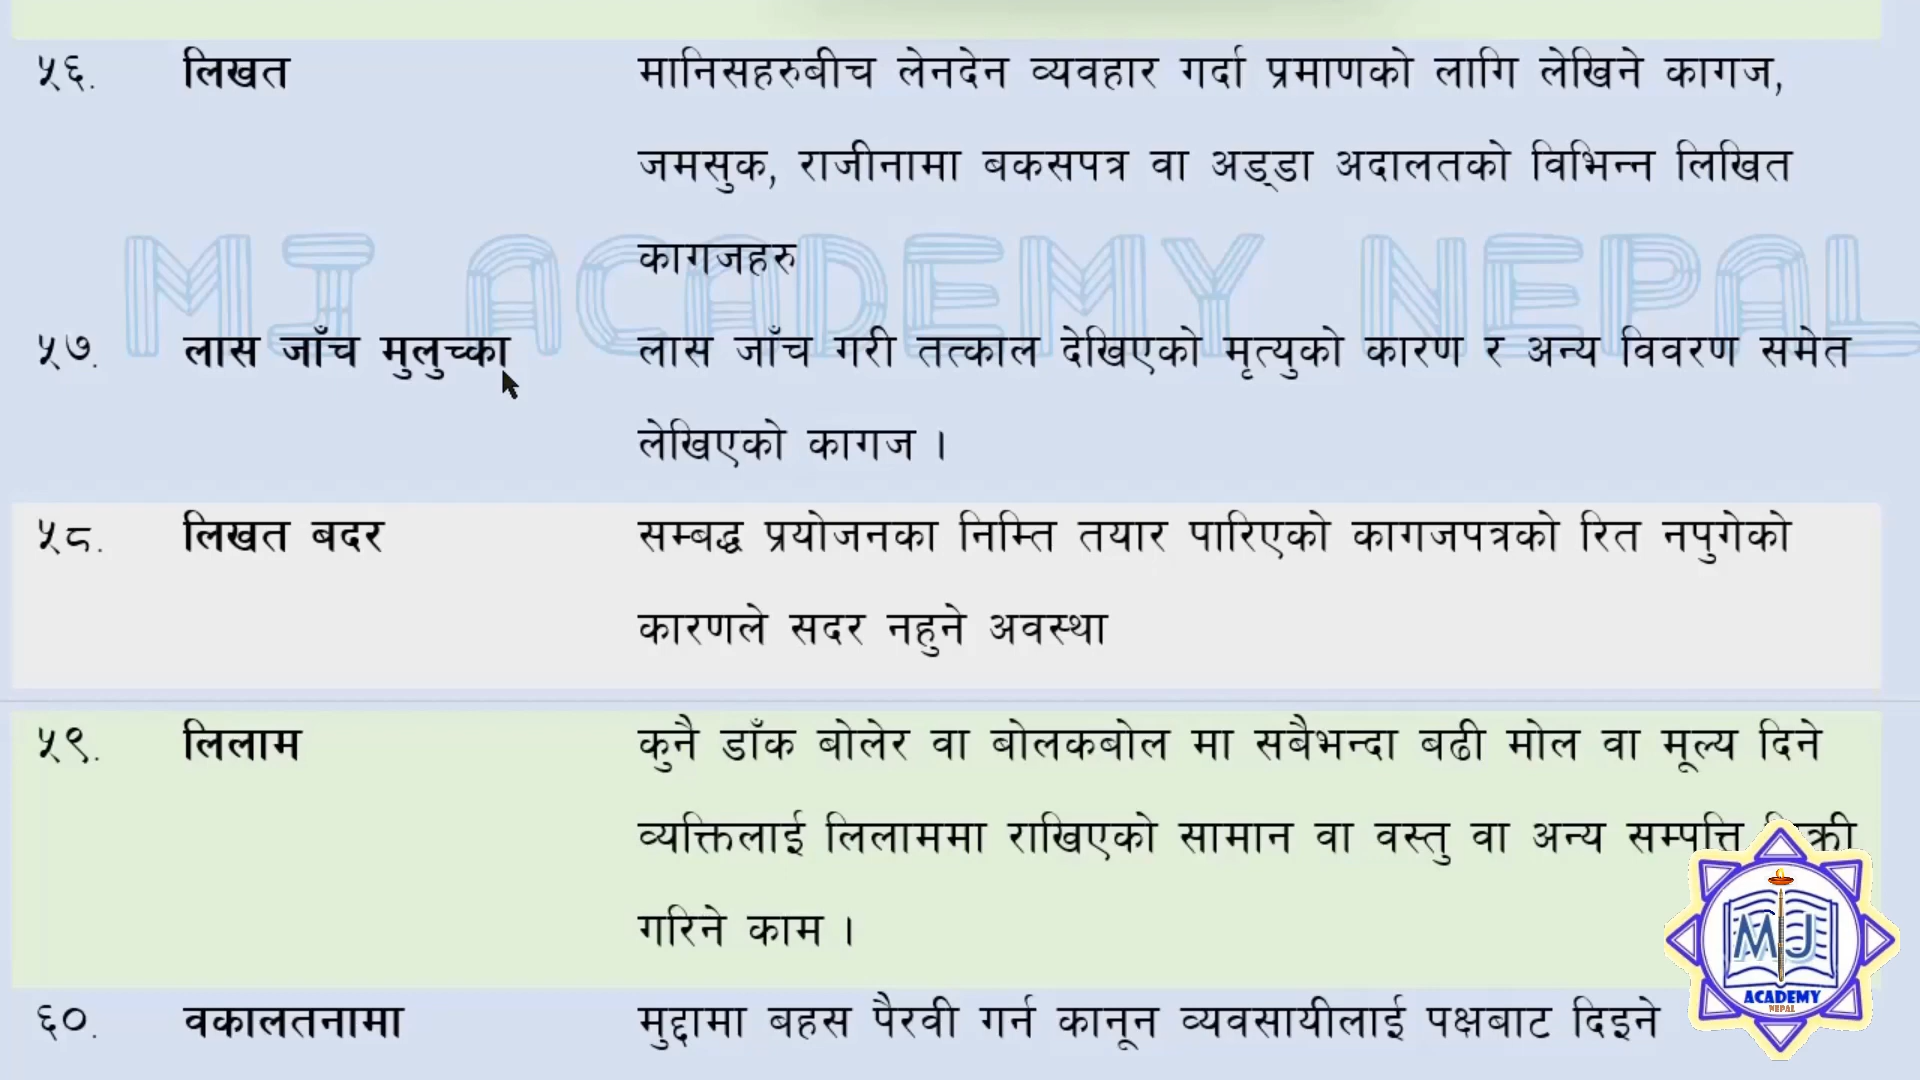 ५६. लिखत मानिसहरुबीच लेनदेन व्यवहार गर्दा प्रमाणको लागि लेखिने कागज,
जमसुक, राजीनामा बकसपत्र वा अड्डा अदालतको विभिन्न लिखित
कागजहरु
MJ ACADEMY NEPAL
५७. लास जाँच मुलुच्का लास जाँच गरी तत्काल देखिएको मृत्युको कारण र अन्य विवरण समेत
लेखिएको कागज ।
५८. लिखत बदर सम्बद्ध प्रयोजनका निम्ति तयार पारिएको कागजपत्रको रित नपुगेको
कारणले सदर नहुने अवस्था
५९. लिलाम कुनै डाँक बोलेर वा बोलकबोल मा सबैभन्दा बढी मोल वा मूल्य दिने
व्यक्तिलाई लिलाममा राखिएको सामान वा वस्तु वा अन्य सम्पत्ति
गरिने काम ।
६०. वकालतनामा मुद्दामा बहस पैरवी गर्न कानून व्यवसायीलाई पक्षबाट दिइने
MJ
ACADEMY
NEPAL